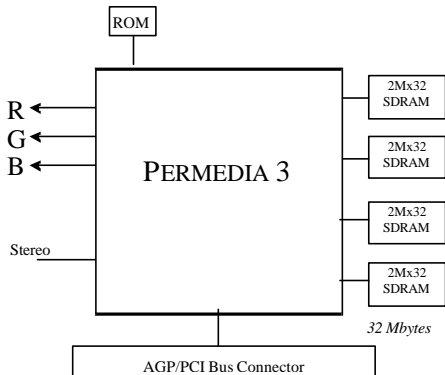 ROM
R
G
B
PERMEDIA 3
Stereo
2Mx32
SDRAM
2Mx32
SDRAM
2Mx32
SDRAM
2Mx32
SDRAM
32 Mbytes
AGP/PCI Bus Connector